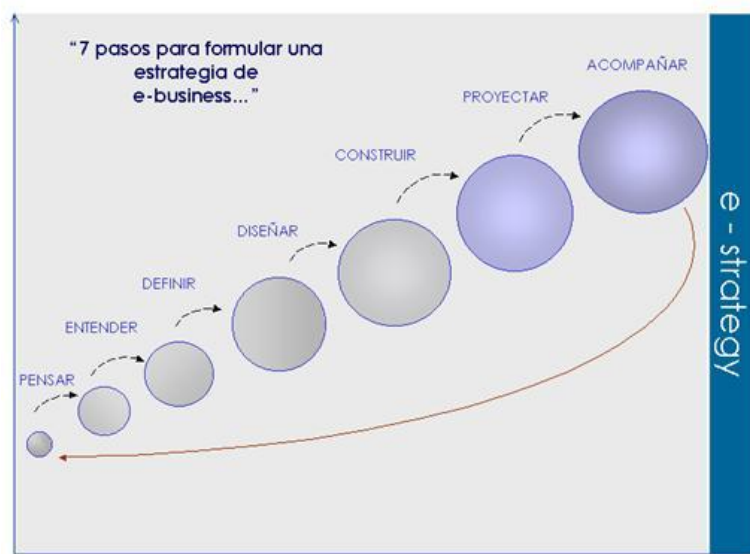 “7 pasos para formular una
estrategia de
e-business...”
ACOMPAÑAR
PROYECTAR
CONSTRUIR
DISEÑAR
DEFINIR
ENTENDER
PENSAR
e - strategy